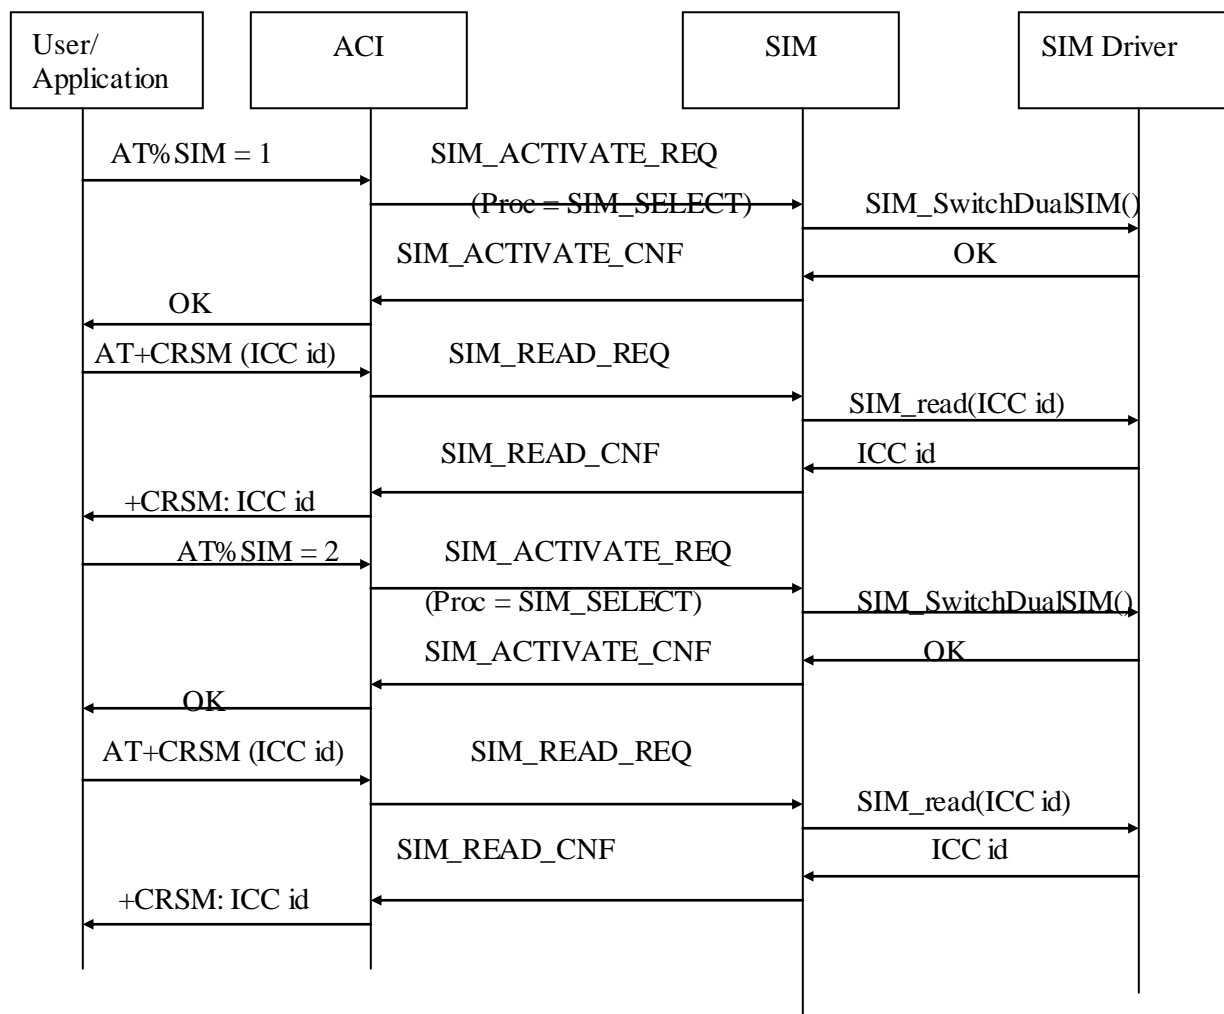 User/
Application
ACI
SIM
SIM Driver
AT%SIM = 1
SIM_ACTIVATE_REQ
(Proc = SIM_SELECT)
SIM_SwitchDualSIM()
SIM_ACTIVATE_CNF
OK
OK
AT+CRSM (ICC id)
SIM_READ_REQ
SIM_read(ICC id)
SIM_READ_CNF
ICC id
+CRSM: ICC id
AT%SIM = 2
SIM_ACTIVATE_REQ
(Proc = SIM_SELECT)
SIM_SwitchDualSIM()
SIM_ACTIVATE_CNF
OK
OK
AT+CRSM (ICC id)
SIM_READ_REQ
SIM_read(ICC id)
SIM_READ_CNF
ICC id
+CRSM: ICC id